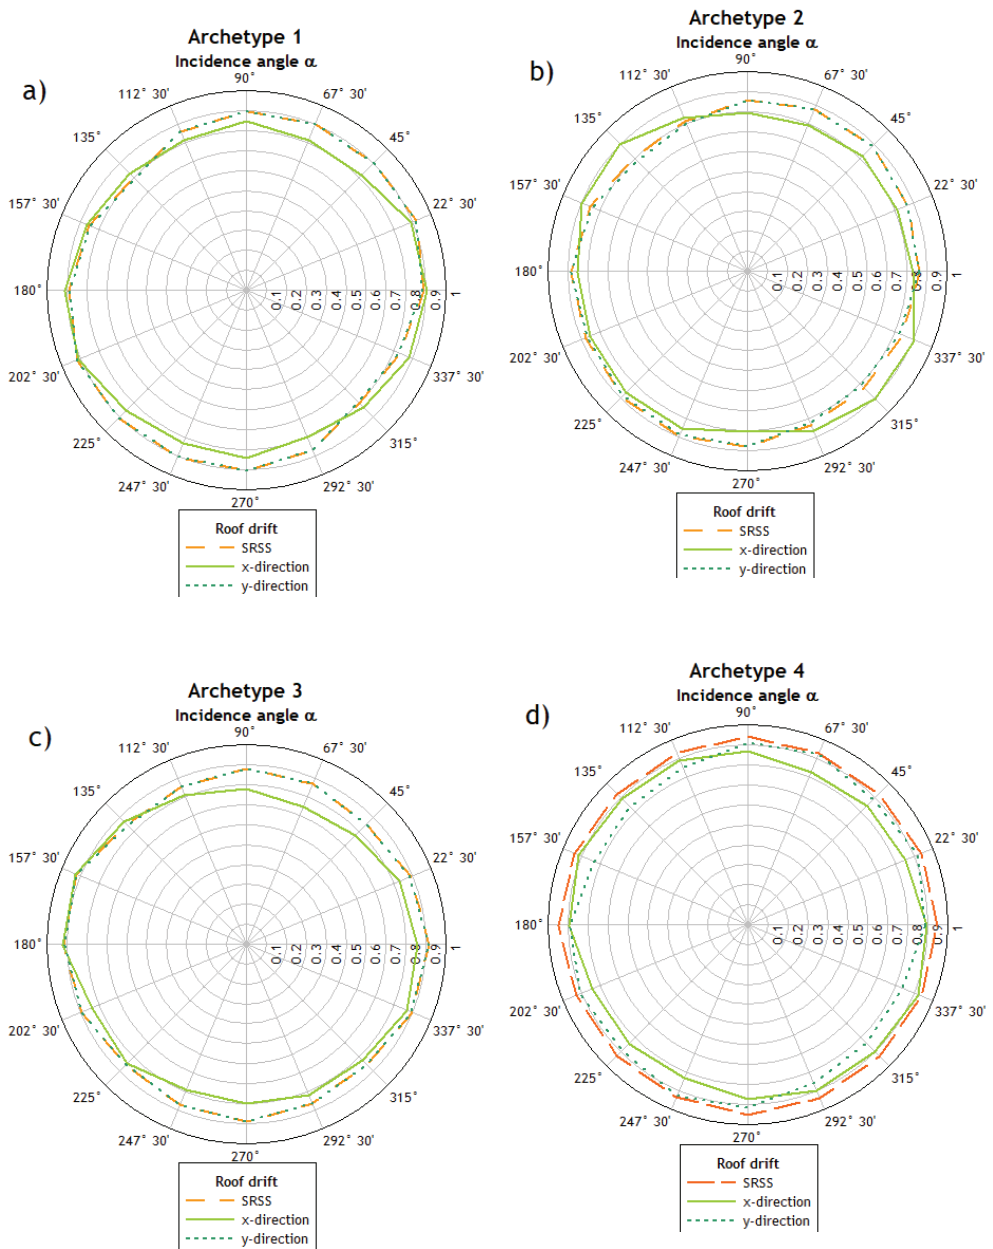 Archetype 1
Incidence angle α
a)
90°
112° 30'
67° 30'
135°
45°
157° 30'
22° 30'
180°
0.1 0.2 0.3 0.4 0.5 0.6 0.7 0.8 0.9 1
202° 30'
337° 30'
225°
315°
247° 30'
292° 30'
270°
Roof drift
SRSS
x-direction
y-direction
Archetype 2
Incidence angle α
b)
90°
112° 30'
67° 30'
135°
45°
157° 30'
22° 30'
180°
0.1 0.2 0.3 0.4 0.5 0.6 0.7 0.8 0.9 1
202° 30'
337° 30'
225°
315°
247° 30'
292° 30'
270°
Roof drift
SRSS
x-direction
y-direction
Archetype 3
Incidence angle α
c)
90°
112° 30'
67° 30'
135°
45°
157° 30'
22° 30'
180°
0.1 0.2 0.3 0.4 0.5 0.6 0.7 0.8 0.9 1
202° 30'
337° 30'
225°
315°
247° 30'
292° 30'
270°
Roof drift
SRSS
x-direction
y-direction
Archetype 4
Incidence angle α
d)
90°
112° 30'
67° 30'
135°
45°
157° 30'
22° 30'
180°
0.1 0.2 0.3 0.4 0.5 0.6 0.7 0.8 0.9 1
202° 30'
337° 30'
225°
315°
247° 30'
292° 30'
270°
Roof drift
SRSS
x-direction
y-direction